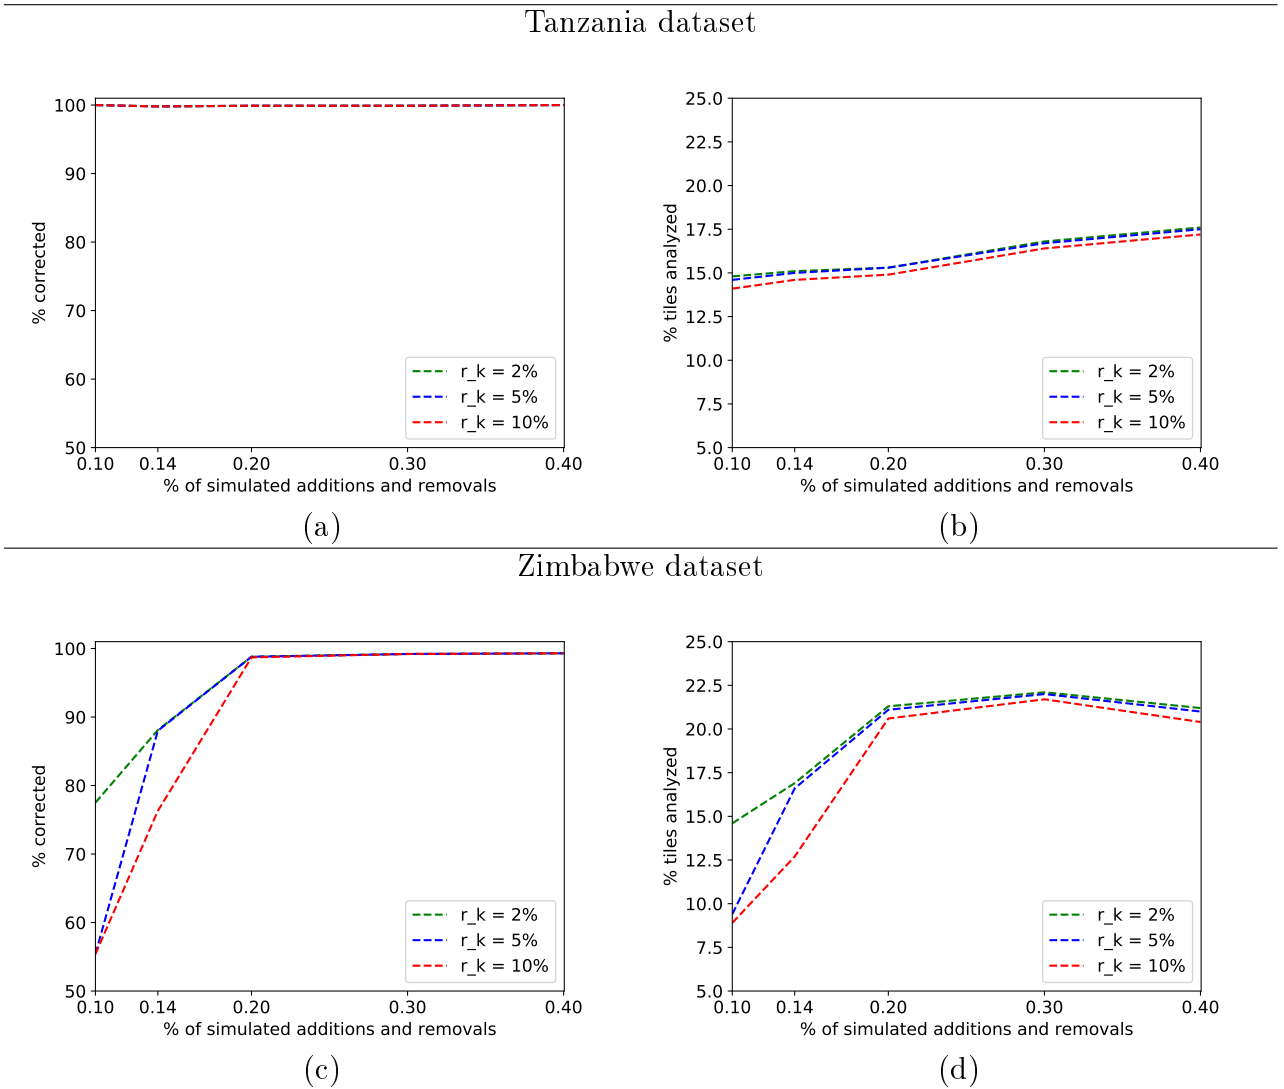 Tanzania dataset
100
90
80
70
60
50
% corrected
0.10 0.14 0.20 0.30 0.40
% of simulated additions and removals
r_k = 2%
r_k = 5%
r_k = 10%
(a)
25.0
22.5
20.0
17.5
15.0
12.5
10.0
7.5
5.0
% tiles analyzed
0.10 0.14 0.20 0.30 0.40
% of simulated additions and removals
r_k = 2%
r_k = 5%
r_k = 10%
(b)
Zimbabwe dataset
100
90
80
70
60
50
% corrected
0.10 0.14 0.20 0.30 0.40
% of simulated additions and removals
r_k = 2%
r_k = 5%
r_k = 10%
(c)
25.0
22.5
20.0
17.5
15.0
12.5
10.0
7.5
5.0
% tiles analyzed
0.10 0.14 0.20 0.30 0.40
% of simulated additions and removals
r_k = 2%
r_k = 5%
r_k = 10%
(d)